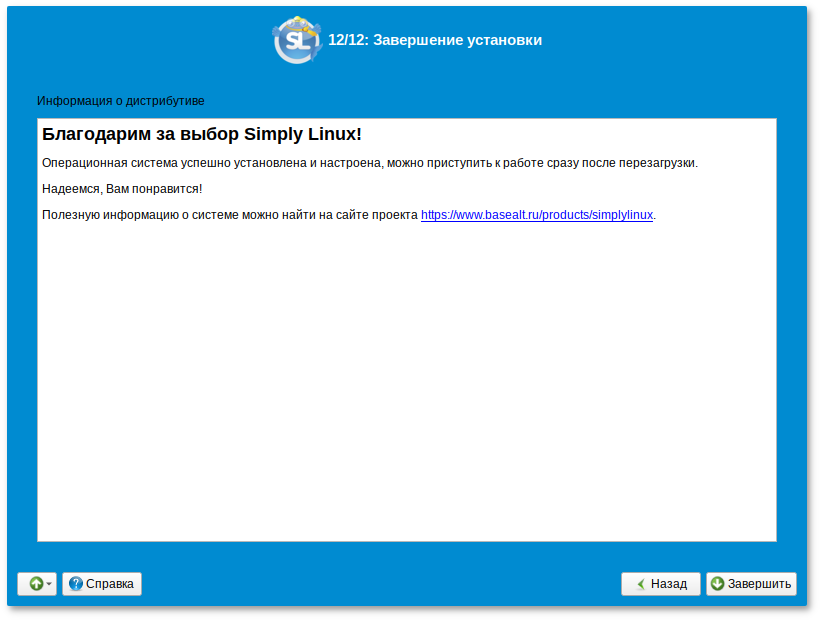 SL
12/12: Завершение установки
Информация о дистрибутиве
Благодарим за выбор Simply Linux!
Операционная система успешно установлена и настроена, можно приступить к работе сразу после перезагрузки.
Надеемся, Вам понравится!
Полезную информацию о системе можно найти на сайте проекта https://www.basealt.ru/products/simplylinux.
Справка
Назад
Завершить